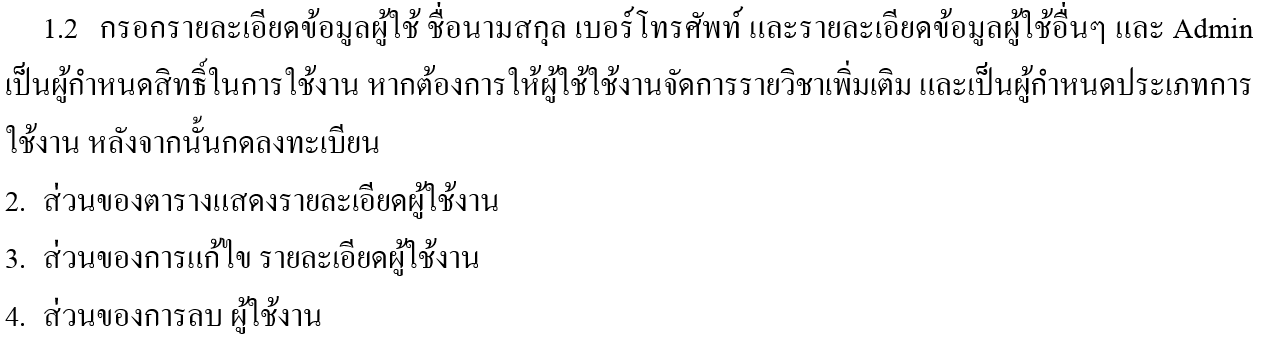 1.2 กรอกรายละเอียดข้อมูลผู้ใช้ ชื่อนามสกุล เบอร์โทรศัพท์ และรายละเอียดข้อมูลผู้ใช้อื่นๆ และ Admin
เป็นผู้กำหนดสิทธิ์ในการใช้งาน หากต้องการให้ผู้ใช้ใช้งานจัดการรายวิชาเพิ่มเติม และเป็นผู้กำหนดประเภทการ
ใช้งาน หลังจากนั้นกดลงทะเบียน
2. ส่วนของตารางแสดงรายละเอียดผู้ใช้งาน
3. ส่วนของการแก้ไข รายละเอียดผู้ใช้งาน
4. ส่วนของการลบ ผู้ใช้งาน